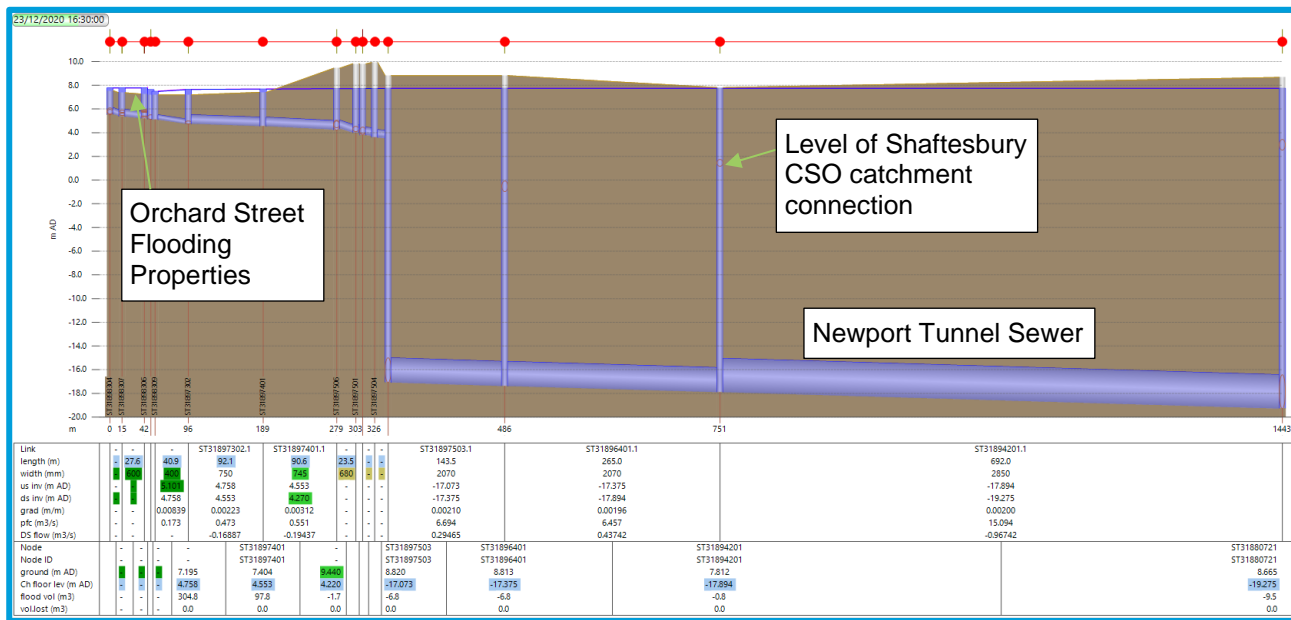 23/12/2020 16:30:00
10.0
8.0
6.0
4.0
2.0
0.0
-2.0
-4.0
-6.0
-8.0
-10.0
-12.0
-14.0
-16.0
-18.0
-20.0
m AD
Orchard Street
Flooding
Properties
Level of Shaftesbury
CSO catchment
connection
Newport Tunnel Sewer
ST31898304
ST31898307
ST31898306
ST31898309
ST31897302
ST31897401
ST31897506
ST31897501
ST31897504
m 0 15 42 96 189 279 303 326 486 751 1443
Link - - - - ST31897302.1 ST31897401.1 - - - ST31897503.1 ST31896401.1 ST31894201.1
length (m) - 27.6 40.9 92.1 90.6 23.5 - - 143.5 265.0 692.0
width (mm) - 600 400 750 745 680 - - 2070 2070 2850
us inv (m AD) - - 5.101 4.758 4.553 - - - -17.073 -17.375 -17.894
ds inv (m AD) - - 4.758 4.553 4.270 - - - -17.375 -17.894 -19.275
grad (m/m) - - 0.00839 0.00223 0.00312 - - - 0.00210 0.00196 0.00200
pfc (m3/s) - - 0.173 0.473 0.551 - - - 6.694 6.457 15.094
DS flow (m3/s) - - - -0.16887 -0.19437 - - - 0.29465 0.43742 -0.96742
Node - - - - ST31897401 - ST31897503 ST31896401 ST31894201 ST31880721
Node ID - - - - ST31897401 - ST31897503 ST31896401 ST31894201 ST31880721
ground (m AD) - - - 7.195 7.404 9.440 - - 8.820 8.813 7.812 8.665
Ch floor lev (m AD) - - - 4.758 4.553 4.220 - - -17.073 -17.375 -17.894 -19.275
flood vol (m3) - - - 304.8 97.8 -1.7 - - -6.8 -6.8 -0.8 -9.5
vol.lost (m3) - - - 0.0 0.0 0.0 - - 0.0 0.0 0.0 0.0